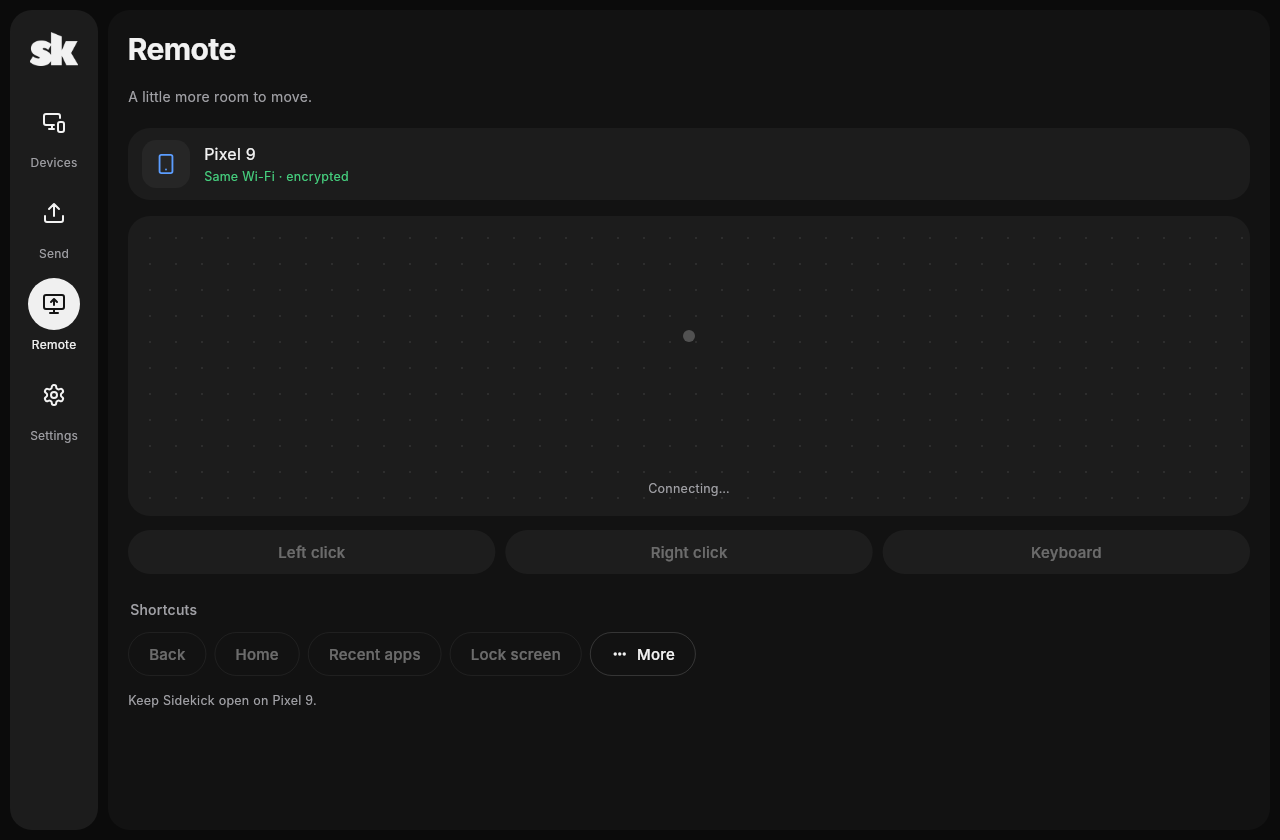 sk
Remote
A little more room to move.
Devices
Send
Remote
Settings
Pixel 9
Same Wi-Fi · encrypted
Connecting...
Left click
Right click
Keyboard
Shortcuts
Back
Home
Recent apps
Lock screen
More
Keep Sidekick open on Pixel 9.